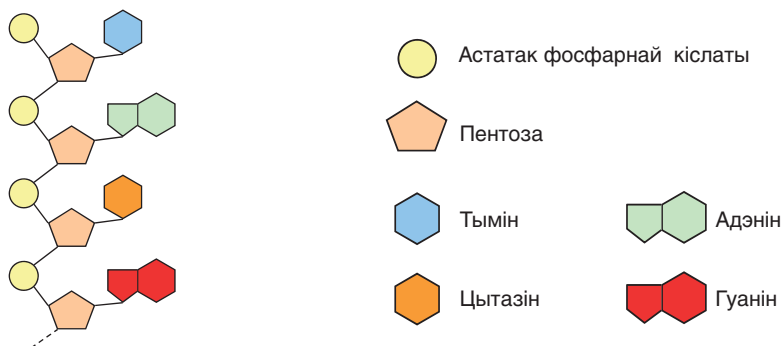 Астатак фосфарнай кіслаты
Пентоза
Тымін
Адэнін
Цытазін
Гуанін